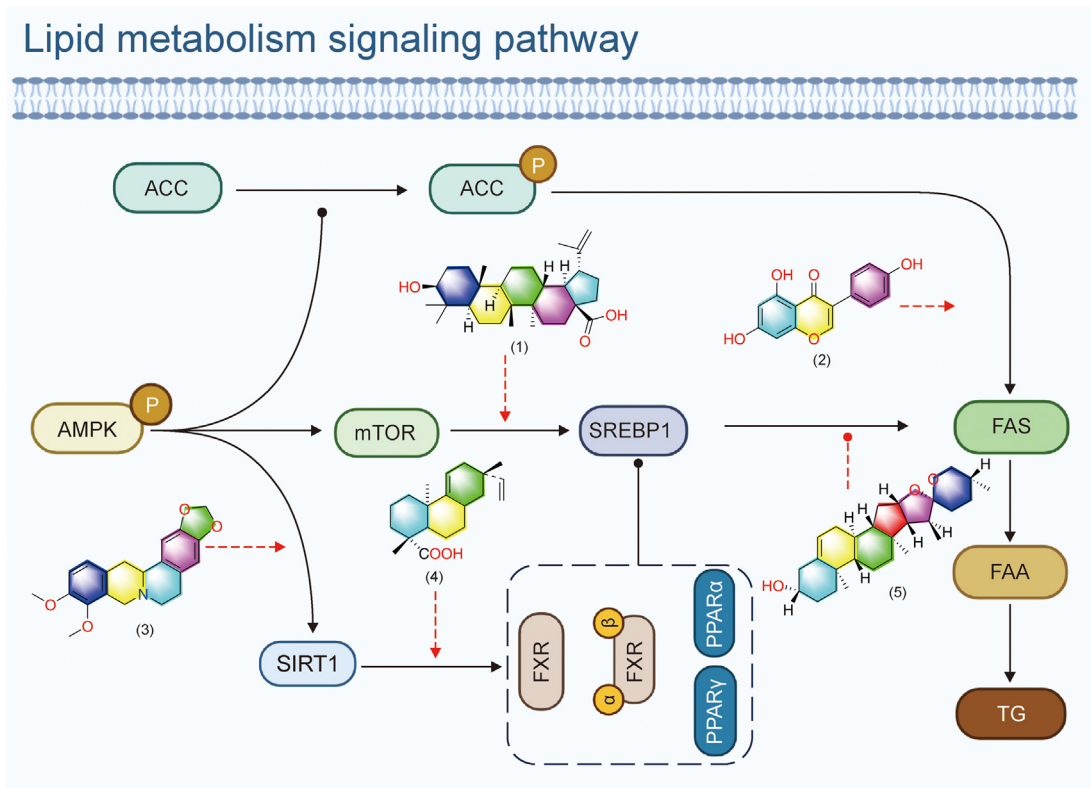 Lipid metabolism signaling pathway
ACC
ACC
P
H
H
H
H
HO
OH
O
(1)
OH
O
OH
HO
O
(2)
AMPK
P
mTOR
SREBP1
FAS
O
O
N
O
O
(3)
COOH
(4)
H
O
O
H
H
H
H
H
H
HO
H
(5)
FAA
SIRT1
FXR
β
FXR
α
PPARα
PPARγ
TG